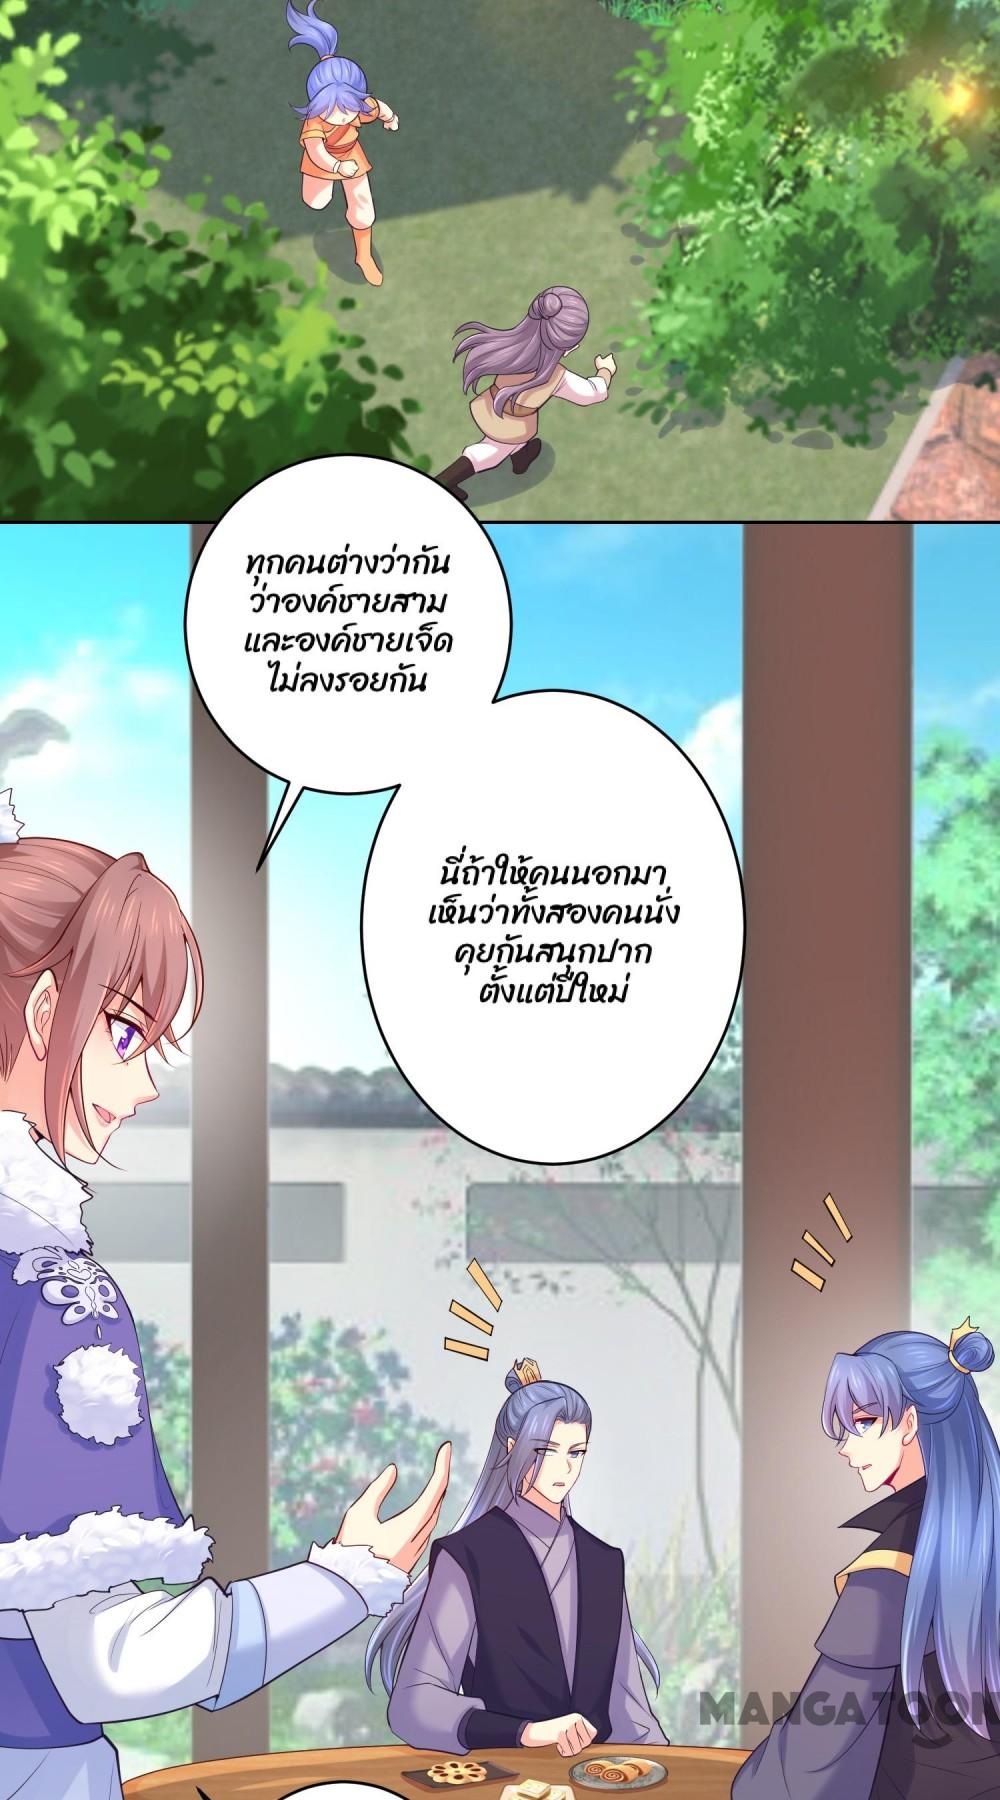 ทุกคนต่างว่ากัน
ว่าองค์ชายสาม
และองค์ชายเจ็ด
ไม่ลงรอยกัน
นี่ถ้าให้คนนอกมา
เห็นว่าทั้งสองคนนั่ง
คุยกันสนุกปาก
ตั้งแต่ปีใหม่
MANGATOON